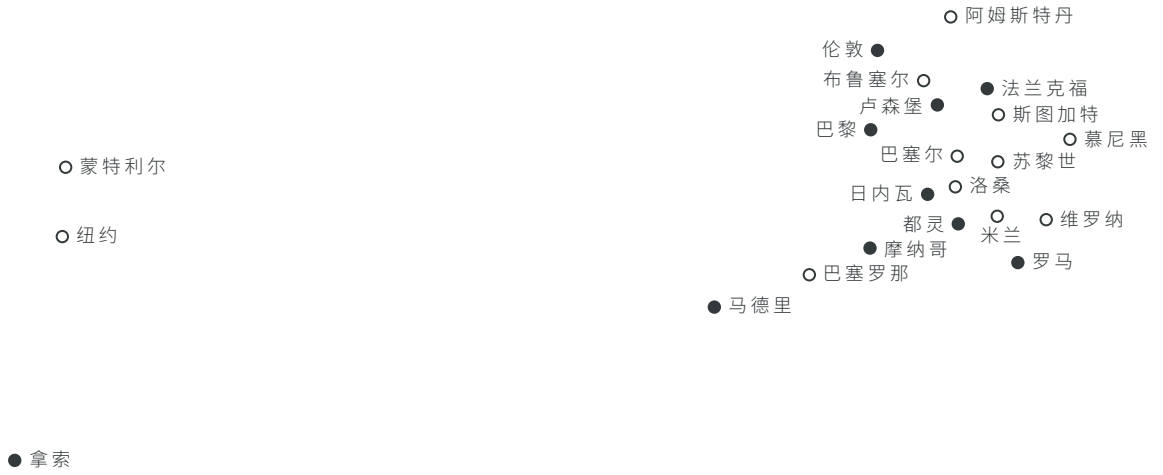 阿姆斯特丹
伦敦
布鲁塞尔
法兰克福
卢森堡
斯图加特
巴黎
慕尼黑
巴塞尔
苏黎世
蒙特利尔
洛桑
日内瓦
维罗纳
都灵
米兰
纽约
摩纳哥
罗马
巴塞罗那
马德里
拿索